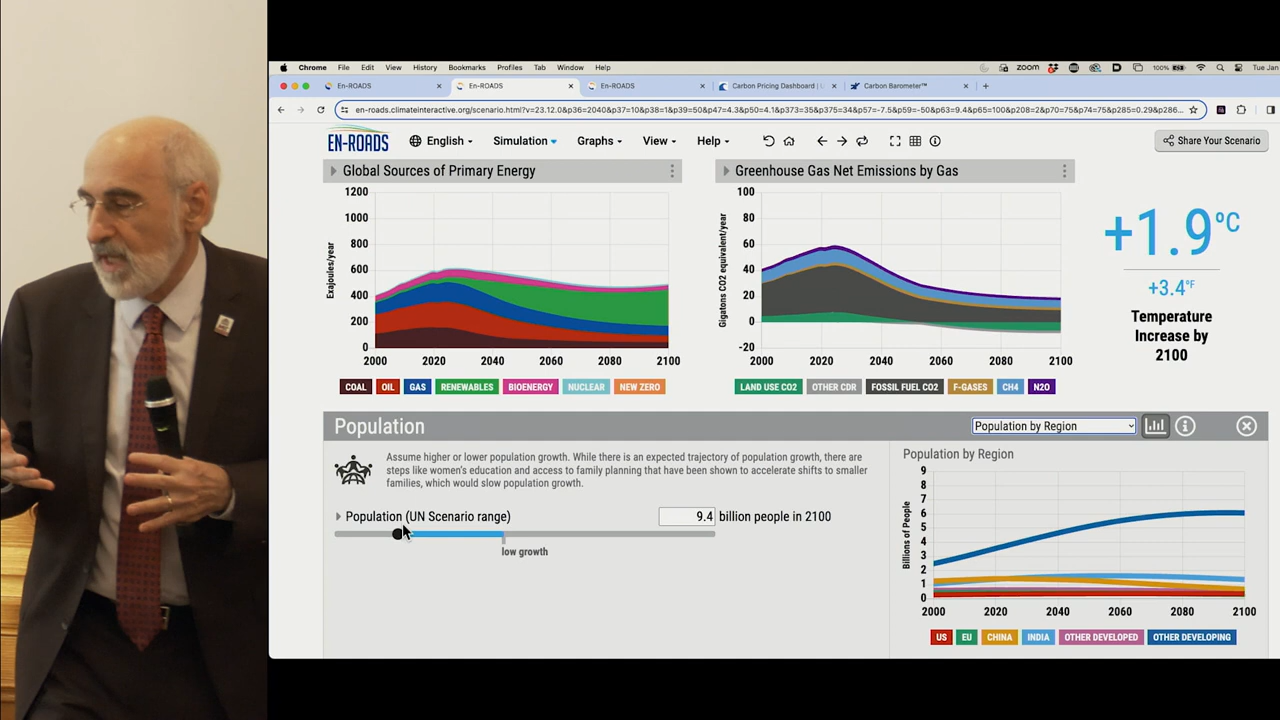 Chrome File Edit View History Bookmarks Profiles Tab Window Help zoom 100% Tue Jan
En-ROADS × En-ROADS × En-ROADS × Carbon Pricing Dashboard | × Carbon Barometer™ ×
en-roads.climateinteractive.org/scenario.html?v=23.12.0&p36=2040&p37=10&p38=1&p39=50&p47=4.3&p50=4.1&p373=35&p375=34&p57=-7.5&p59=-50&p63=9.4&p65=100&p208=2&p70=75&p74=75&p285=0.29&p286...
EN-ROADS English Simulation Graphs View Help Share Your Scenario
Global Sources of Primary Energy
Exajoules/year
1200
1000
800
600
400
200
0
2000 2020 2040 2060 2080 2100
COAL OIL GAS RENEWABLES BIOENERGY NUCLEAR NEW ZERO
Greenhouse Gas Net Emissions by Gas
Gigatons CO2 equivalent/year
100
80
60
40
20
0
-20
2000 2020 2040 2060 2080 2100
LAND USE CO2 OTHER CDR FOSSIL FUEL CO2 F-GASES CH4 N2O
+1.9°C
+3.4°F
Temperature
Increase by
2100
Population
Population by Region
Assume higher or lower population growth. While there is an expected trajectory of population growth, there are
steps like women's education and access to family planning that have been shown to accelerate shifts to smaller
families, which would slow population growth.
Population (UN Scenario range) 9.4 billion people in 2100
low growth
Population by Region
Billions of People
9
8
7
6
5
4
3
2
1
0
2000 2020 2040 2060 2080 2100
US EU CHINA INDIA OTHER DEVELOPED OTHER DEVELOPING